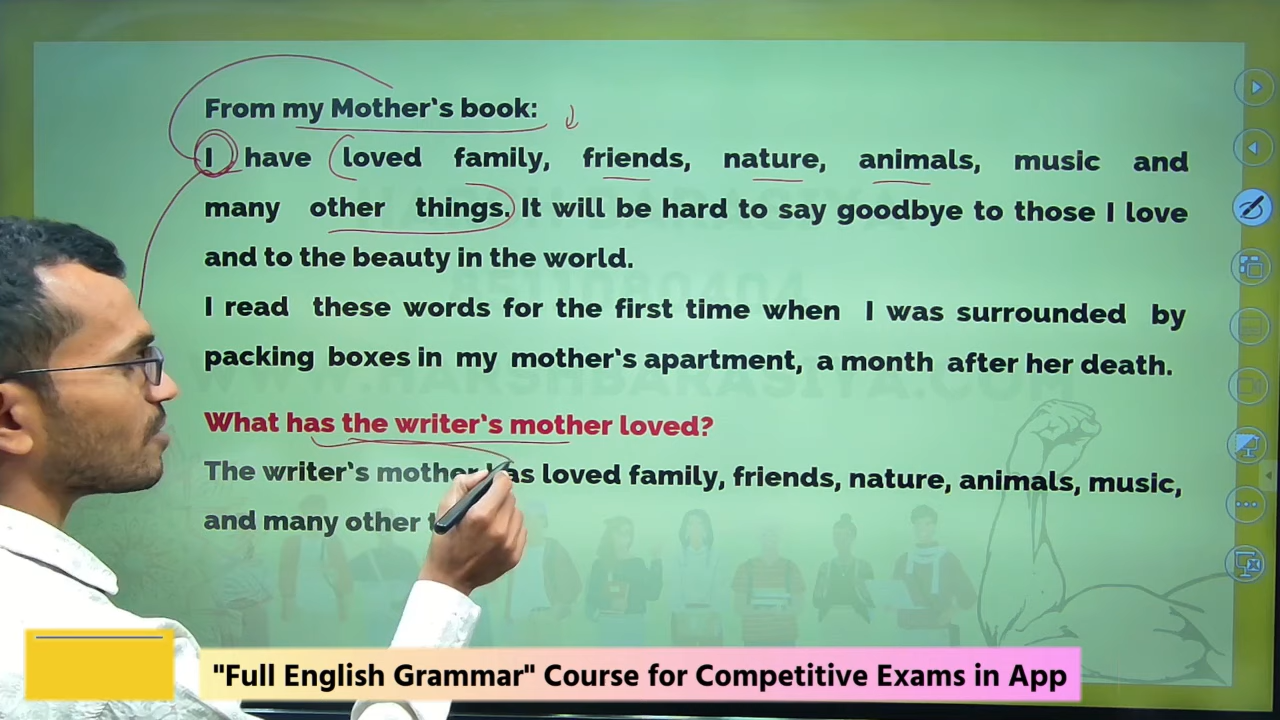 From my Mother's book:
I have loved family, friends, nature, animals, music and
many other things. It will be hard to say goodbye to those I love
and to the beauty in the world.
I read these words for the first time when I was surrounded by
packing boxes in my mother's apartment, a month after her death.
What has the writer's mother loved?
The writer's mother has loved family, friends, nature, animals, music,
and many other
"Full English Grammar" Course for Competitive Exams in App